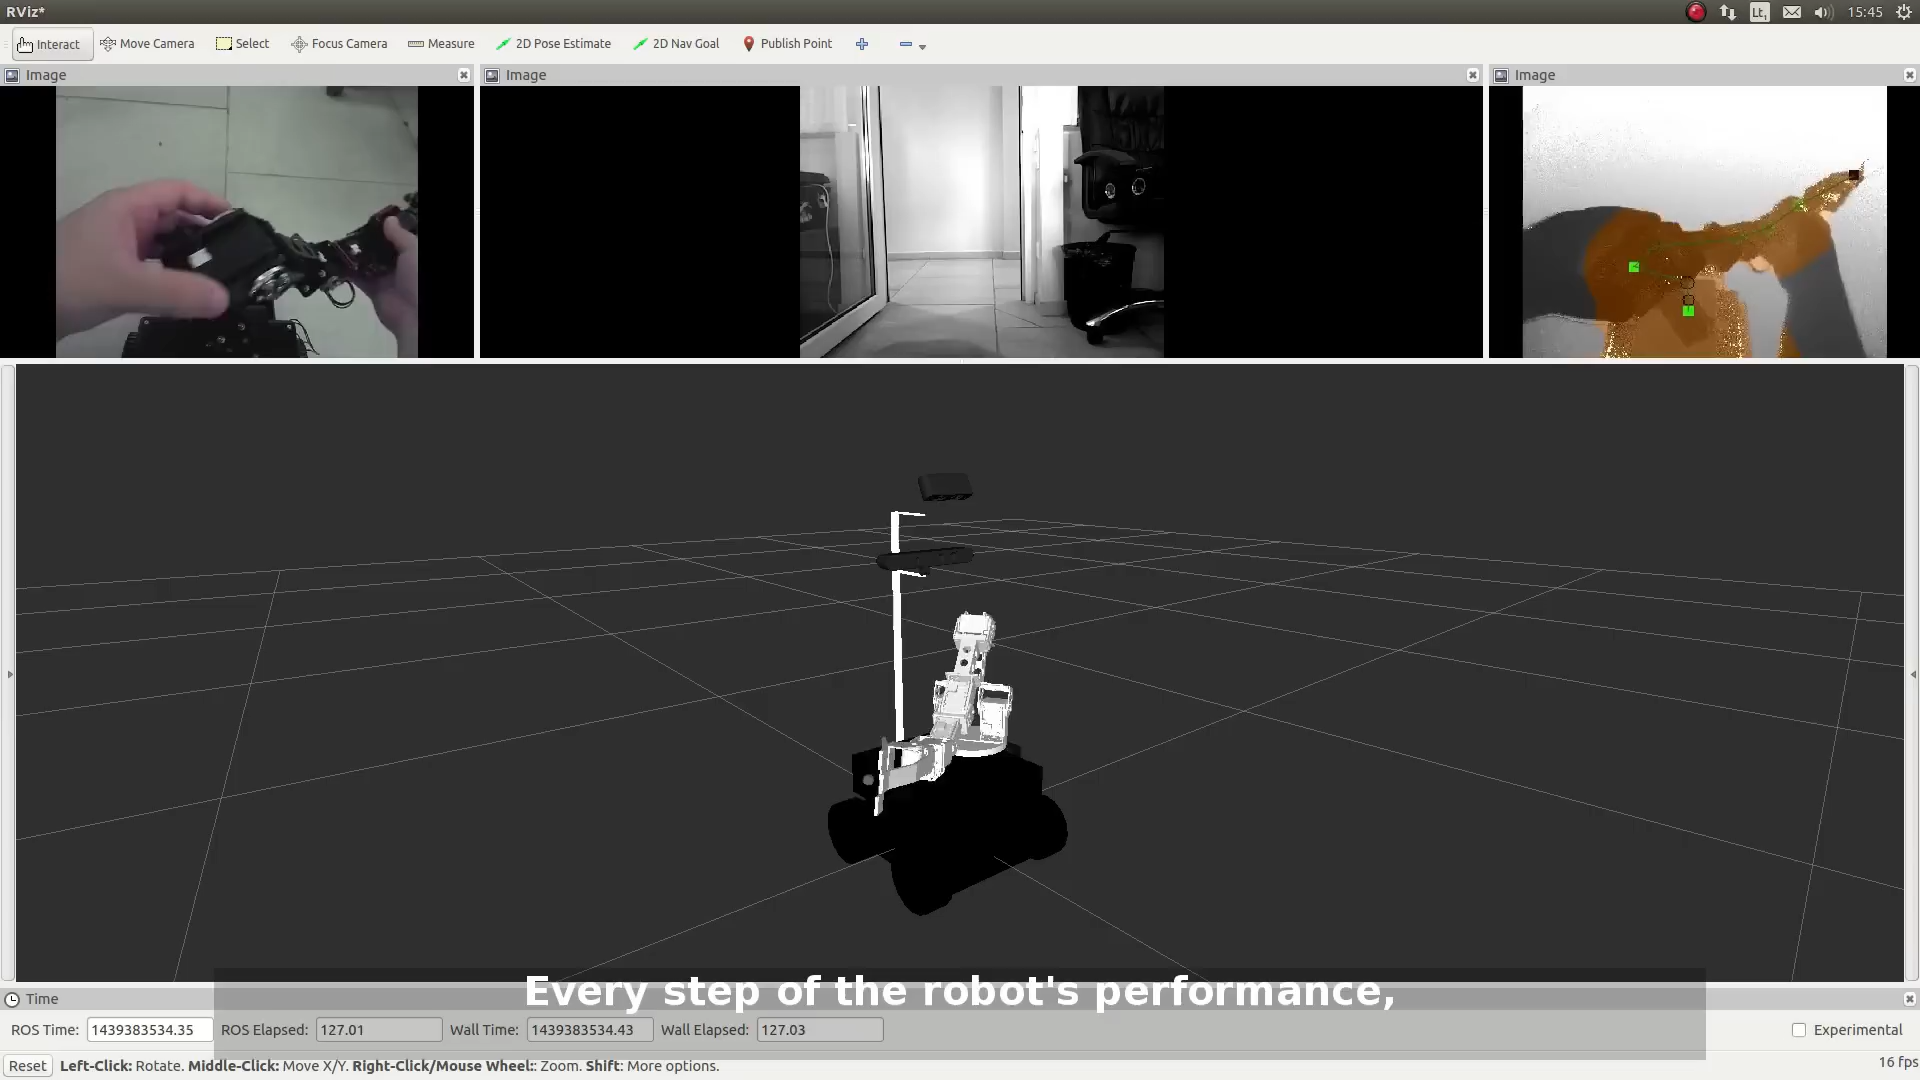 RViz*
Lt1 15:45
Interact Move Camera Select Focus Camera Measure 2D Pose Estimate 2D Nav Goal Publish Point
Image
Image
Image
Every step of the robot's performance,
Time
ROS Time: 1439383534.35 ROS Elapsed: 127.01 Wall Time: 1439383534.43 Wall Elapsed: 127.03 Experimental
Reset Left-Click: Rotate. Middle-Click: Move X/Y. Right-Click/Mouse Wheel:: Zoom. Shift: More options. 16 fps